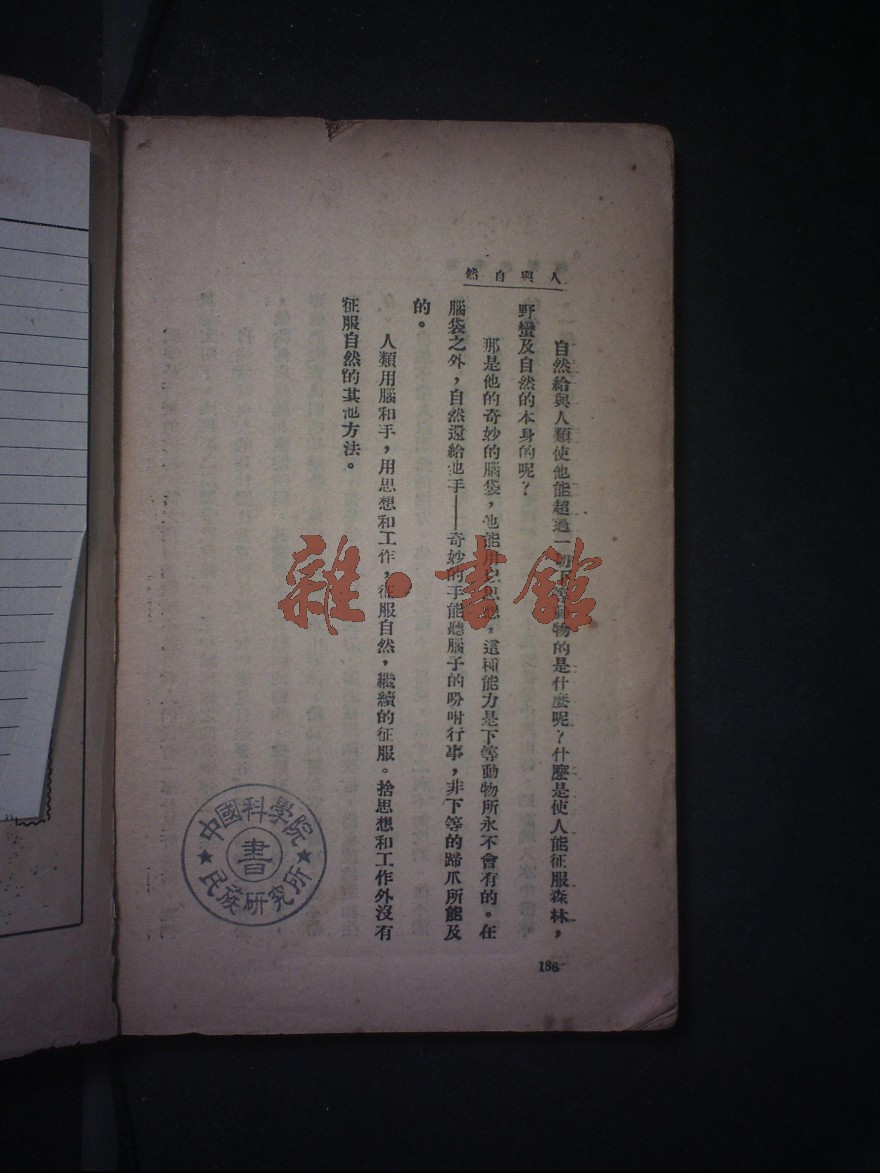 人與自然
自然給與人類使他能超過一切下等動物的是什麼呢？什麼是使人能征服森林，
野蠻及自然的本身的呢？
那是他的奇妙的腦袋，他能用以思想，這種能力是下等動物所永不會有的。在
腦袋之外，自然還給他手——奇妙的手能聽腦子的吩咐行事，非下等的蹄爪所能及
的。
人類用腦和手，用思想和工作，征服自然，繼續的征服。捨思想和工作外沒有
征服自然的其他方法。
186
雜·書館
中國科學院
書
民族研究所